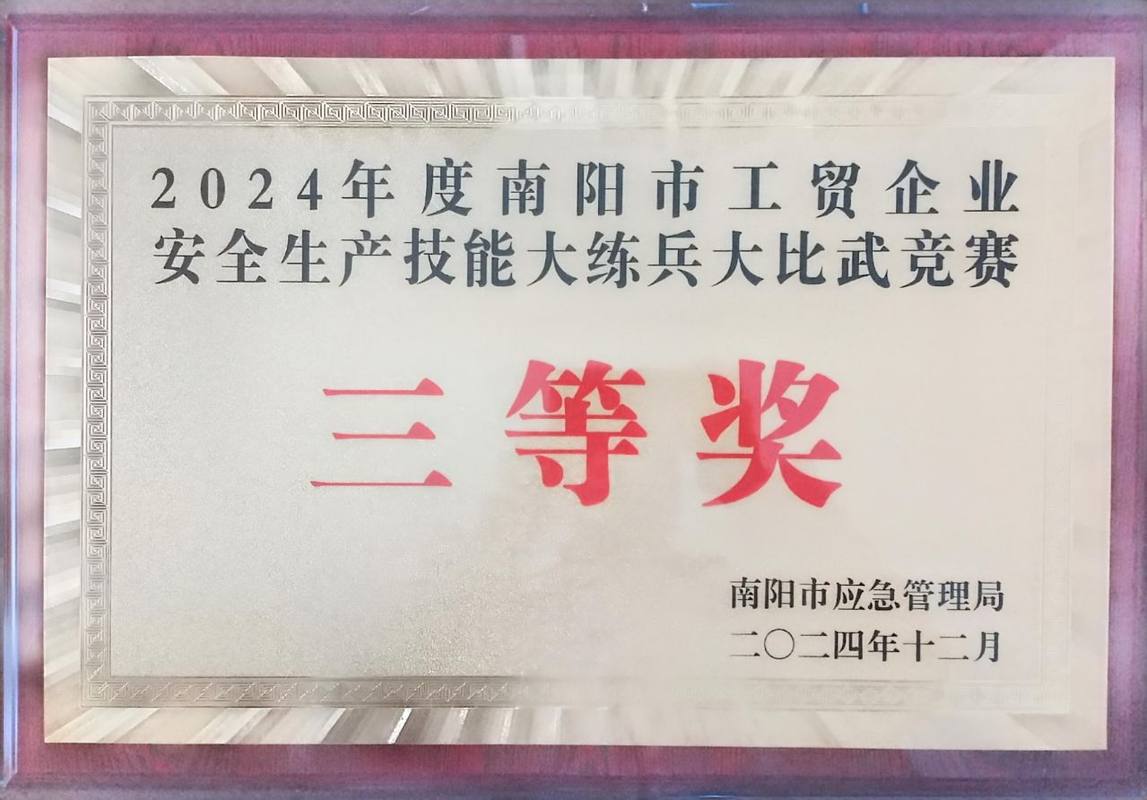 2024年度南阳市工贸企业
安全生产技能大练兵大比武竞赛
三等奖
南阳市应急管理局
二〇二四年十二月